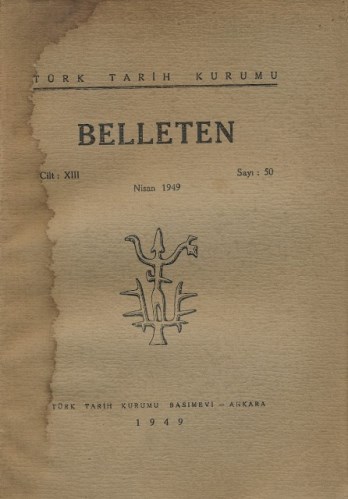 TÜRK TARİH KURUMU
BELLETEN
Cilt : XIII
Sayı : 50
Nisan 1949
TÜRK TARİH KURUMU BASIMEVİ — ANKARA
1949